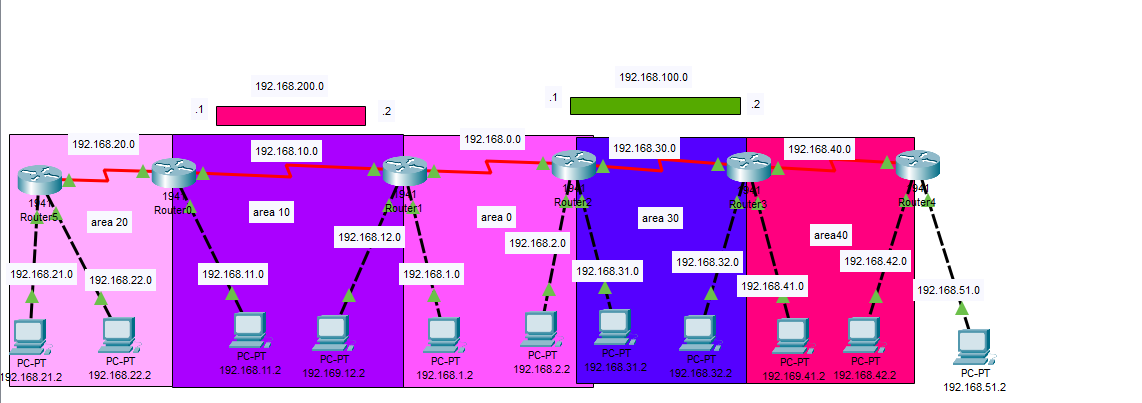 192.168.200.0
192.168.100.0
.1
.2
.1
.2
192.168.20.0
192.168.10.0
192.168.0.0
192.168.30.0
192.168.40.0
1941
Router5
1941
Router0
1941
Router1
1941
Router2
1941
Router3
1941
Router4
area 20
area 10
area 0
area 30
area40
192.168.21.0
192.168.22.0
192.168.11.0
192.168.12.0
192.168.1.0
192.168.2.0
192.168.31.0
192.168.32.0
192.168.41.0
192.168.42.0
192.168.51.0
PC-PT
192.168.21.2
PC-PT
192.168.22.2
PC-PT
192.168.11.2
PC-PT
192.169.12.2
PC-PT
192.168.1.2
PC-PT
192.168.2.2
PC-PT
192.168.31.2
PC-PT
192.168.32.2
PC-PT
192.169.41.2
PC-PT
192.168.42.2
PC-PT
192.168.51.2